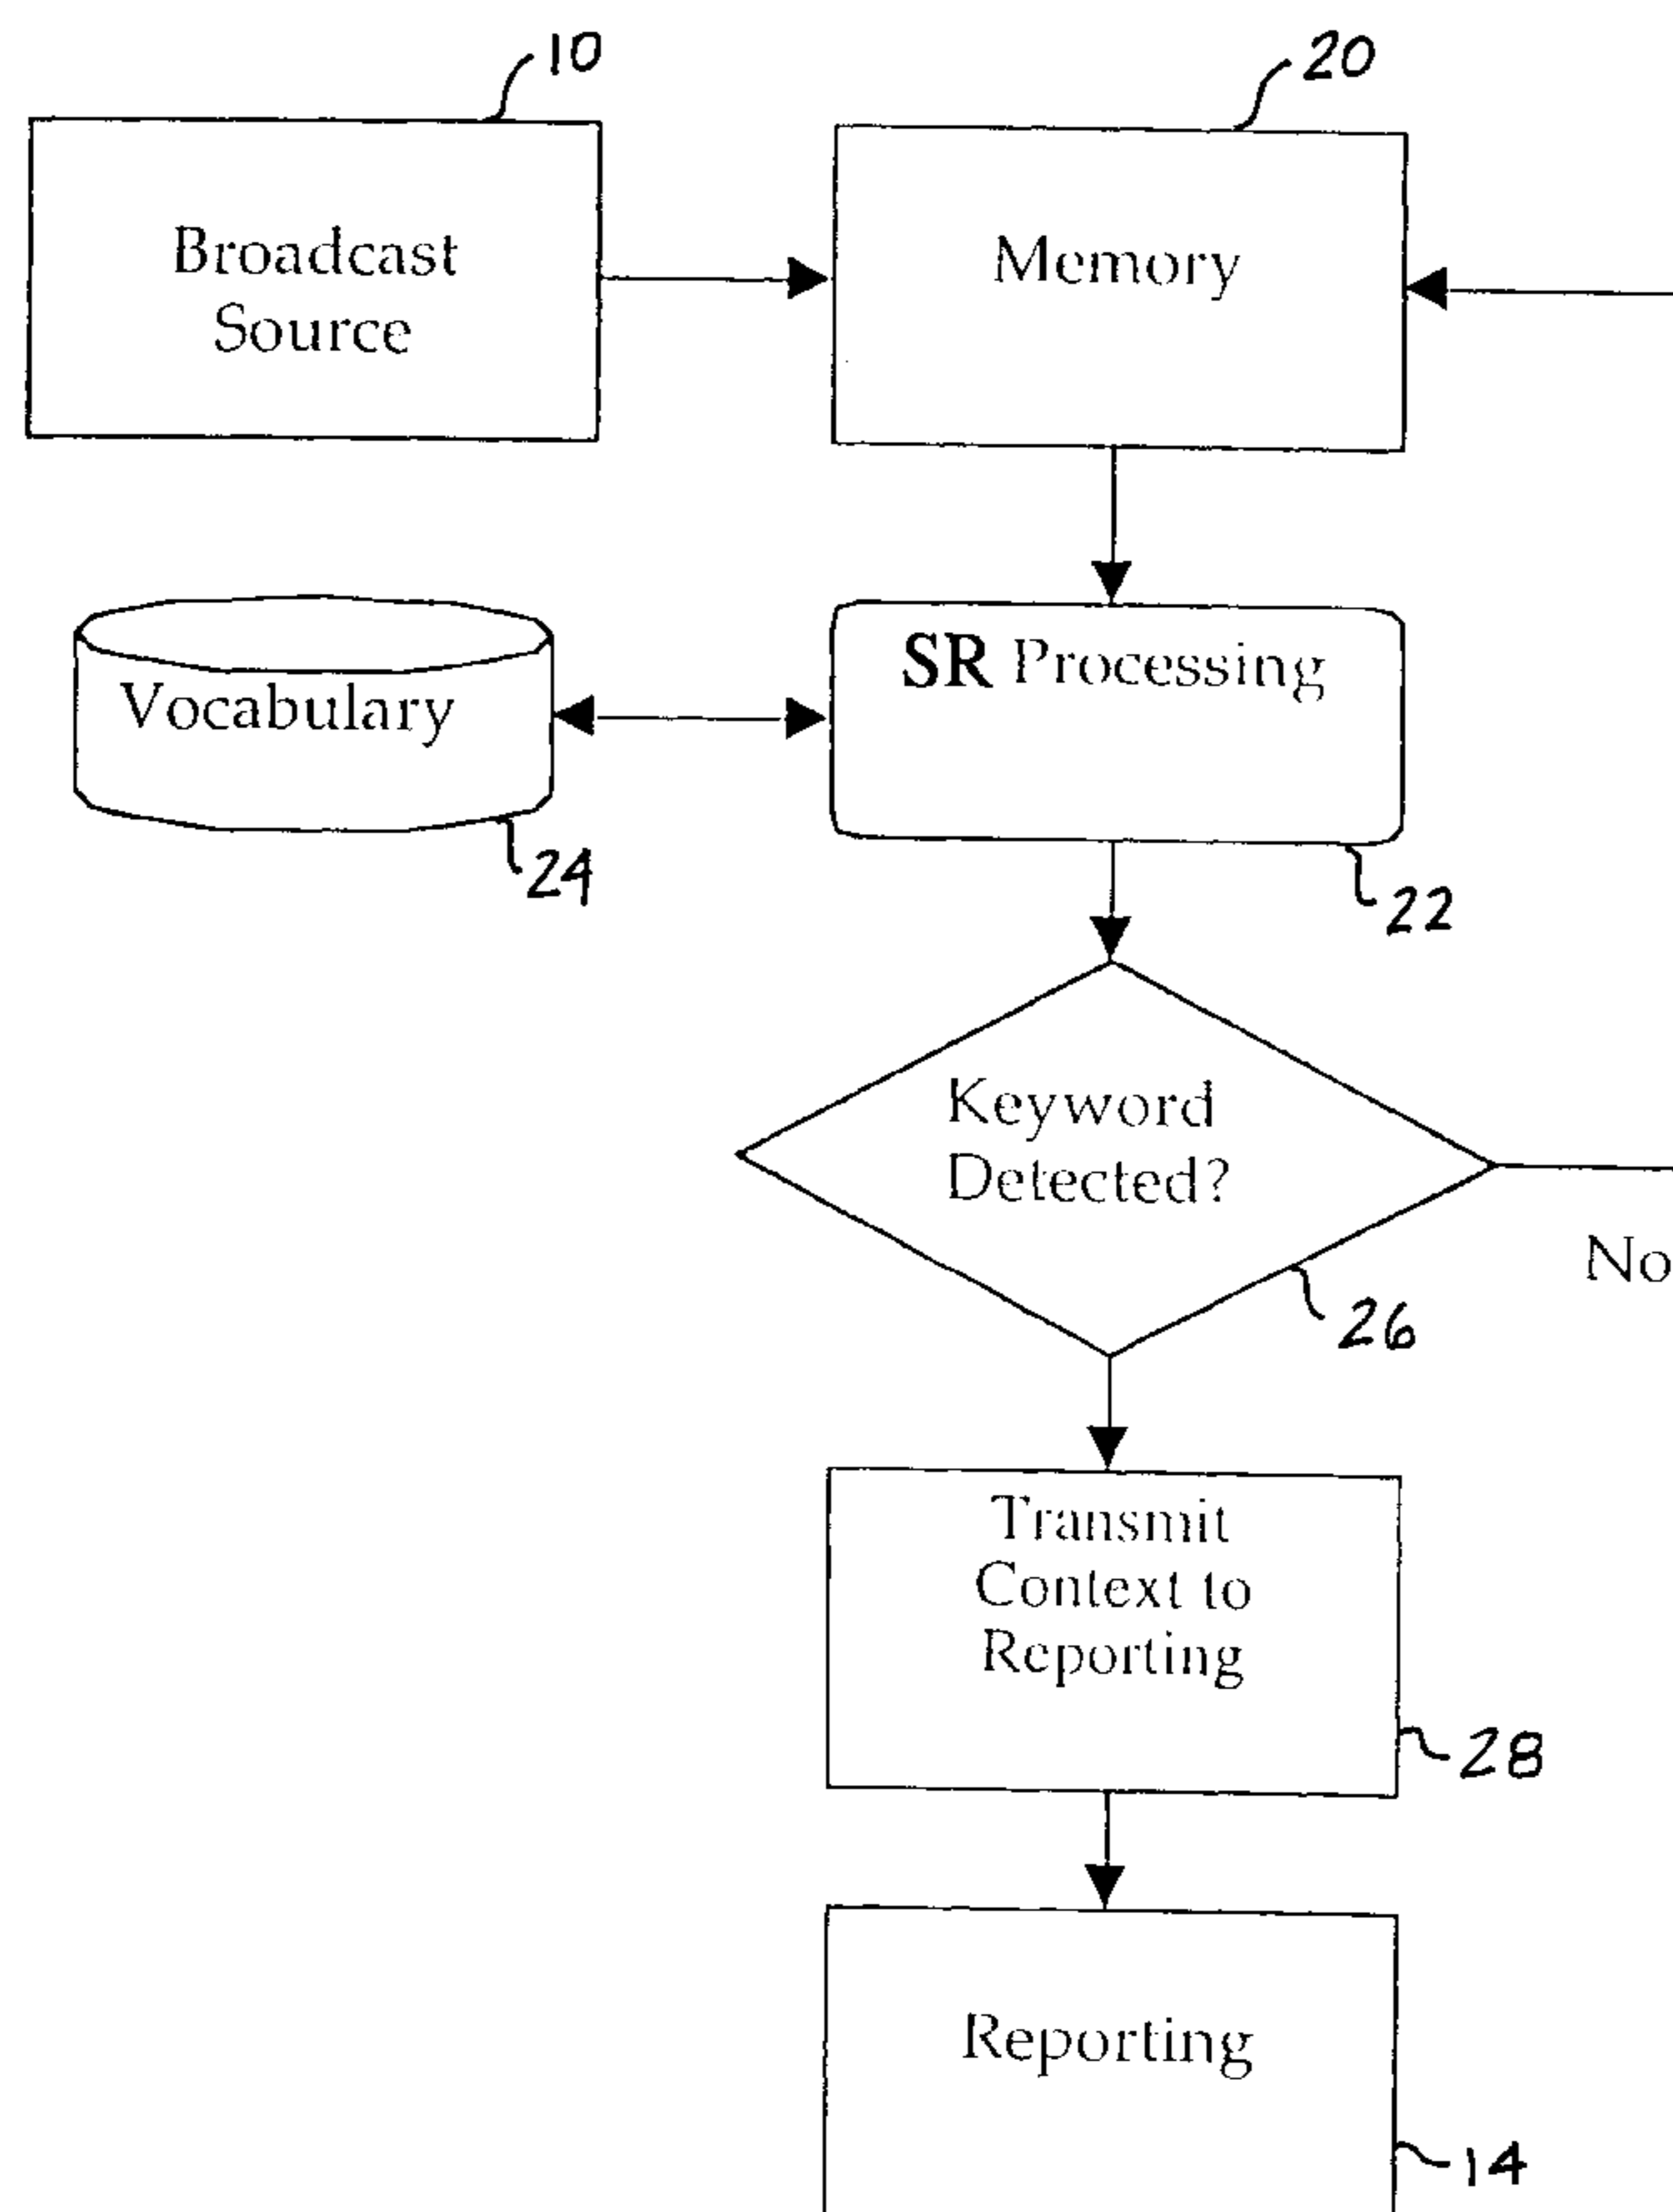 10
20
Broadcast
Source
Memory
SR Processing
Vocabulary
24
22
Keyword
Detected?
No
26
Transmit
Context to
Reporting
28
Reporting
14